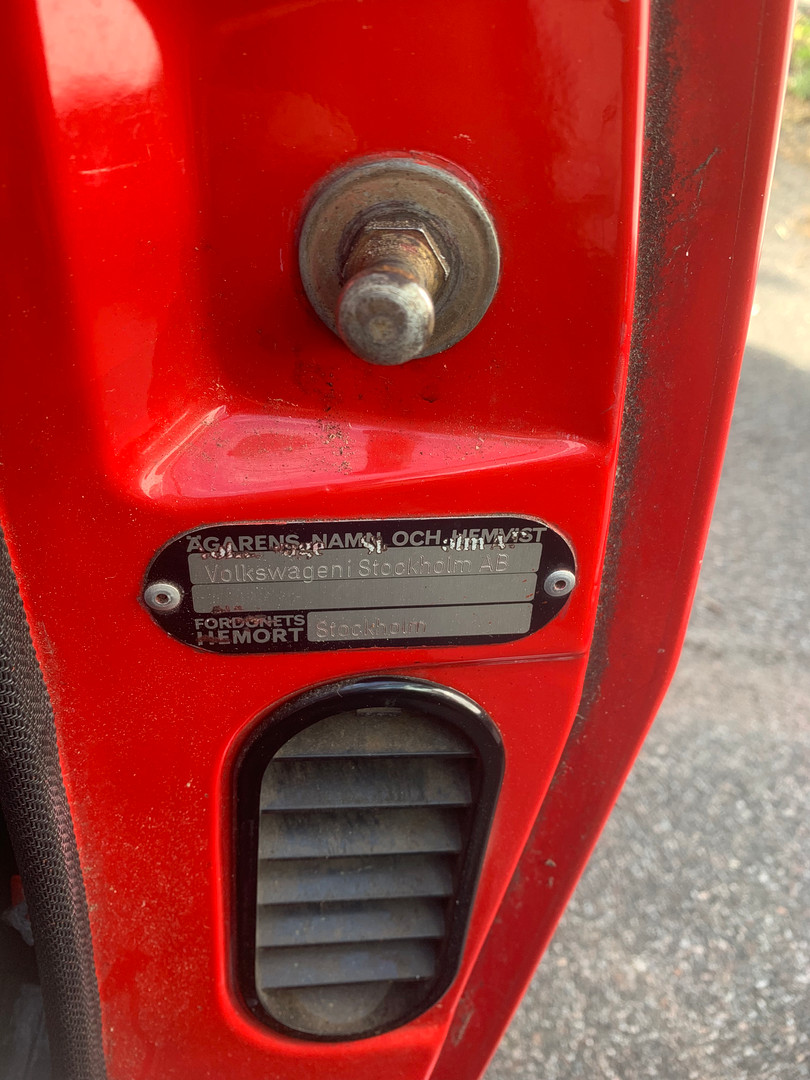 ÄGARENS NAMN OCH HEMVIST
Volkswagen i Stockholm AB
FORDONETS
HEMORT Stockholm